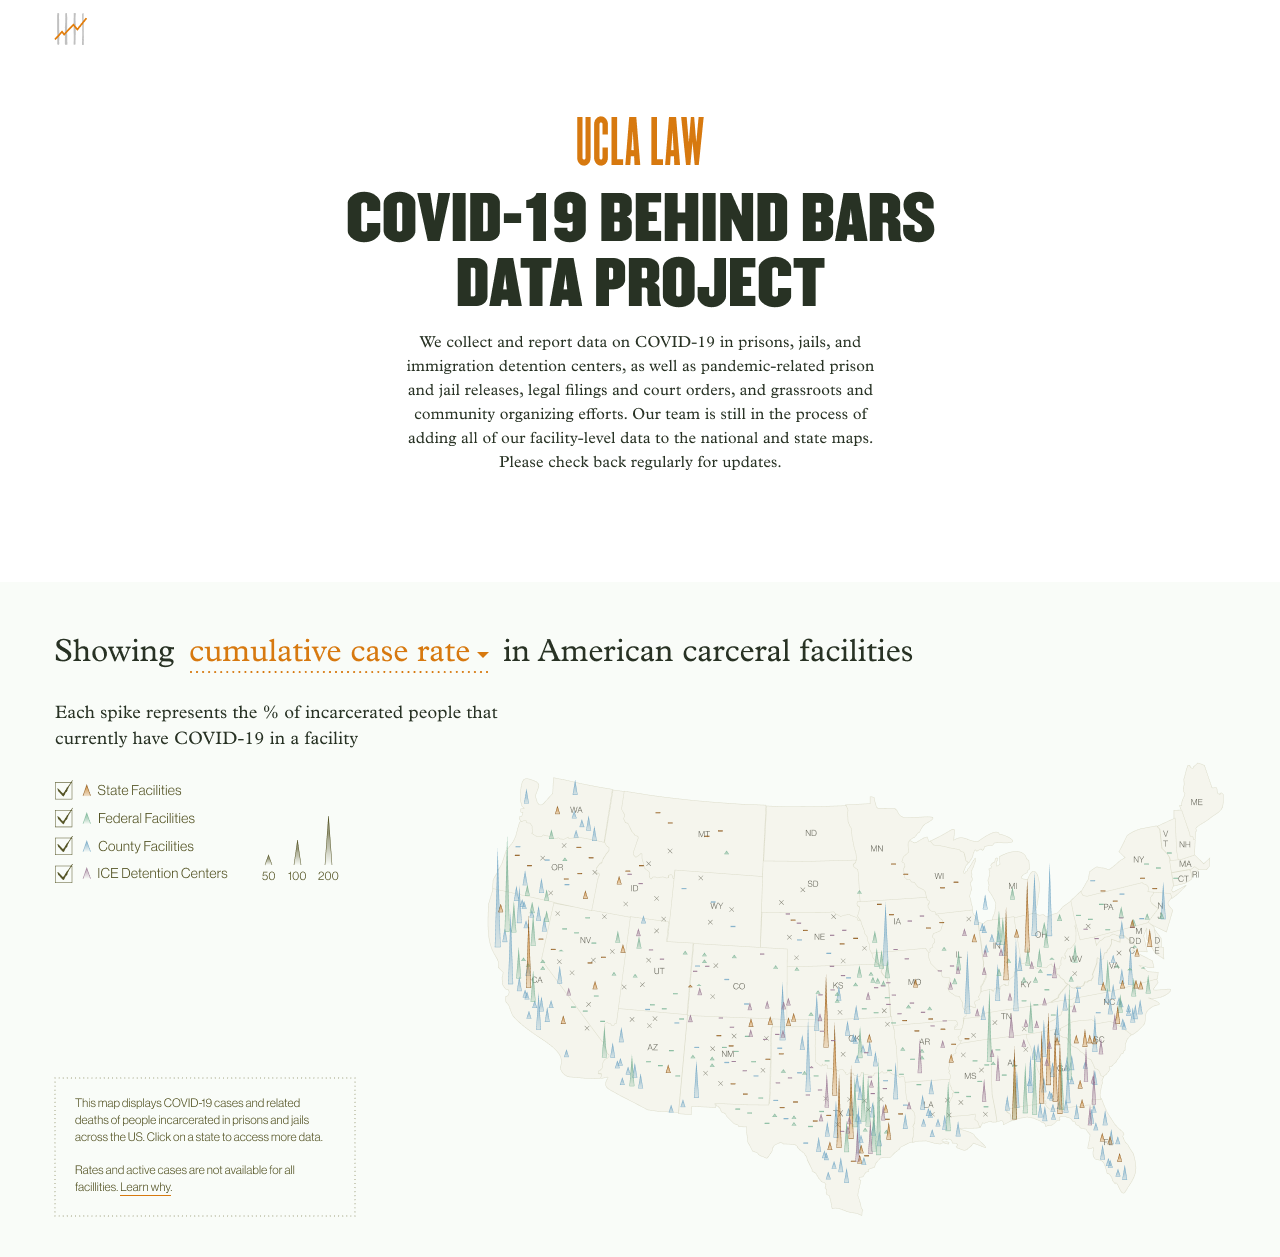 UCLA LAW
COVID-19 BEHIND BARS
DATA PROJECT
We collect and report data on COVID-19 in prisons, jails, and
immigration detention centers, as well as pandemic-related prison
and jail releases, legal filings and court orders, and grassroots and
community organizing efforts. Our team is still in the process of
adding all of our facility-level data to the national and state maps.
Please check back regularly for updates.
Showing cumulative case rate in American carceral facilities
Each spike represents the % of incarcerated people that
currently have COVID-19 in a facility
State Facilities
Federal Facilities
County Facilities
ICE Detention Centers
50 100 200
This map displays COVID-19 cases and related
deaths of people incarcerated in prisons and jails
across the US. Click on a state to access more data.
Rates and active cases are not available for all
facillities. Learn why.
ME
WA
MT
ND
MN
VT
NH
NY
MA
CT
RI
OR
ID
SD
WI
MI
WY
PA
NJ
IA
NE
NV
OH
MD
DC
DE
IN
IL
WV
VA
UT
CO
CA
KS
MO
KY
NC
TN
OK
AR
SC
AZ
NM
MS
AL
GA
TX
LA
FL